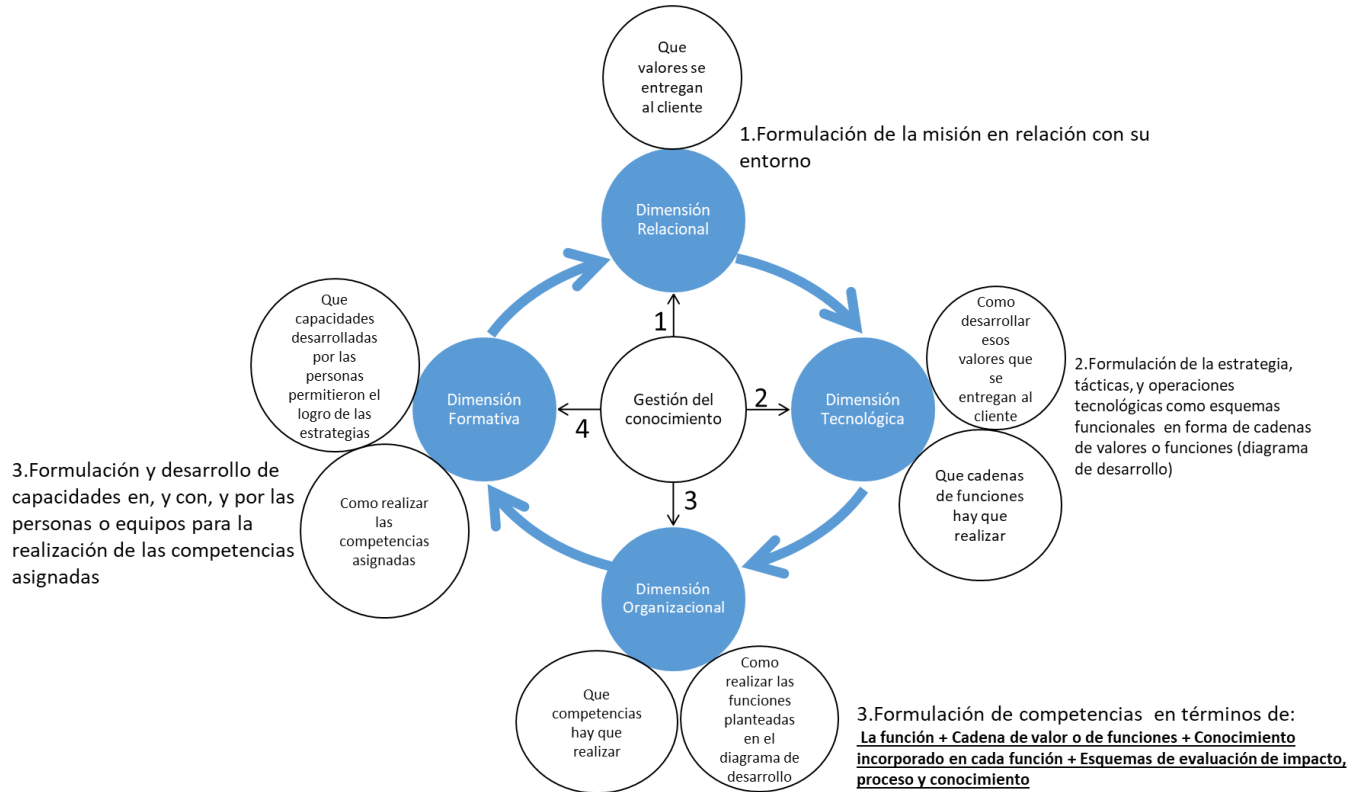 Que
valores se
entregan
al cliente
1.Formulación de la misión en relación con su
entorno
Dimensión
Relacional
Que
capacidades
desarrolladas
por las
personas
permitieron el
logro de las
estrategias
1
Como
desarrollar
esos
valores que
se
entregan al
cliente
2.Formulación de la estrategia,
tácticas, y operaciones
tecnológicas como esquemas
funcionales en forma de cadenas
de valores o funciones (diagrama
de desarrollo)
Dimensión
Formativa
4
Gestión del
conocimiento
2
Dimensión
Tecnológica
3.Formulación y desarrollo de
capacidades en, y con, y por las
personas o equipos para la
realización de las competencias
asignadas
Como realizar
las
competencias
asignadas
3
Que cadenas
de funciones
hay que
realizar
Dimensión
Organizacional
Que
competencias
hay que
realizar
Como
realizar las
funciones
planteadas
en el
diagrama de
desarrollo
3.Formulación de competencias en términos de:
La función + Cadena de valor o de funciones + Conocimiento
incorporado en cada función + Esquemas de evaluación de impacto,
proceso y conocimiento